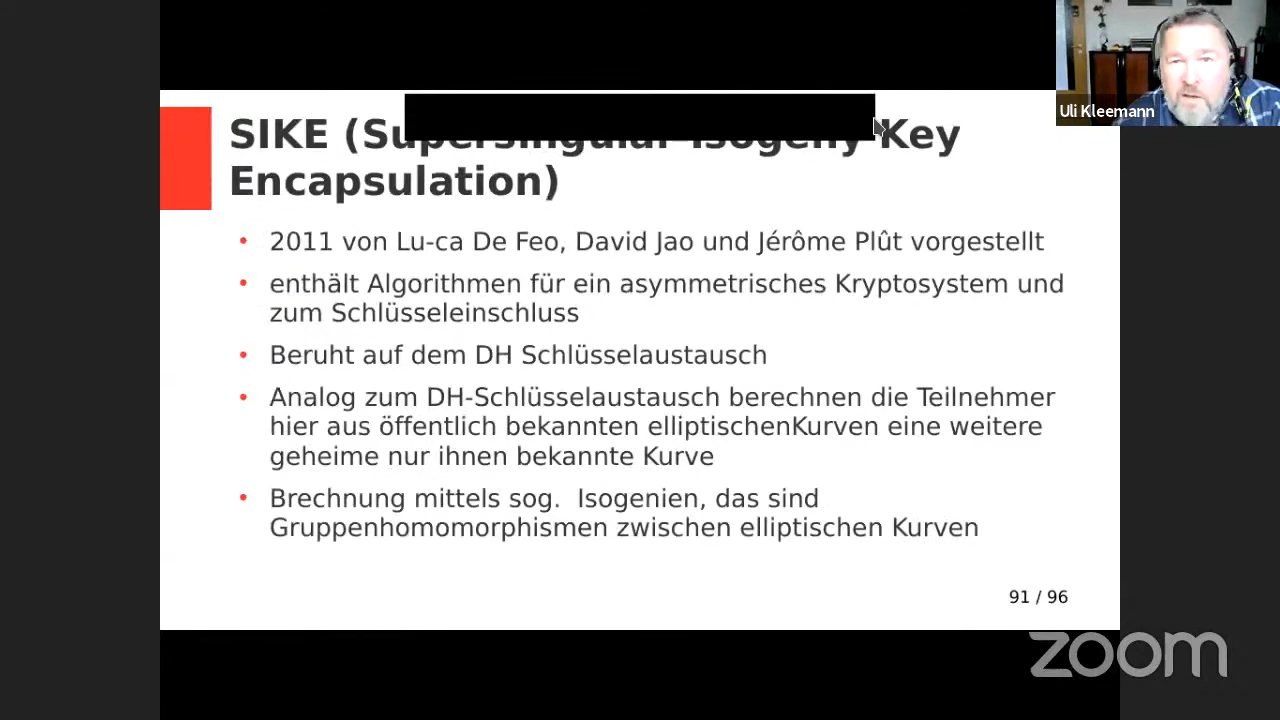 Uli Kleemann
SIKE (Supersingular Isogeny Key
Encapsulation)
• 2011 von Lu-ca De Feo, David Jao und Jérôme Plût vorgestellt
• enthält Algorithmen für ein asymmetrisches Kryptosystem und
zum Schlüsseleinschluss
• Beruht auf dem DH Schlüsselaustausch
• Analog zum DH-Schlüsselaustausch berechnen die Teilnehmer
hier aus öffentlich bekannten elliptischenKurven eine weitere
geheime nur ihnen bekannte Kurve
• Brechnung mittels sog.  Isogenien, das sind
Gruppenhomomorphismen zwischen elliptischen Kurven
91 / 96
zoom